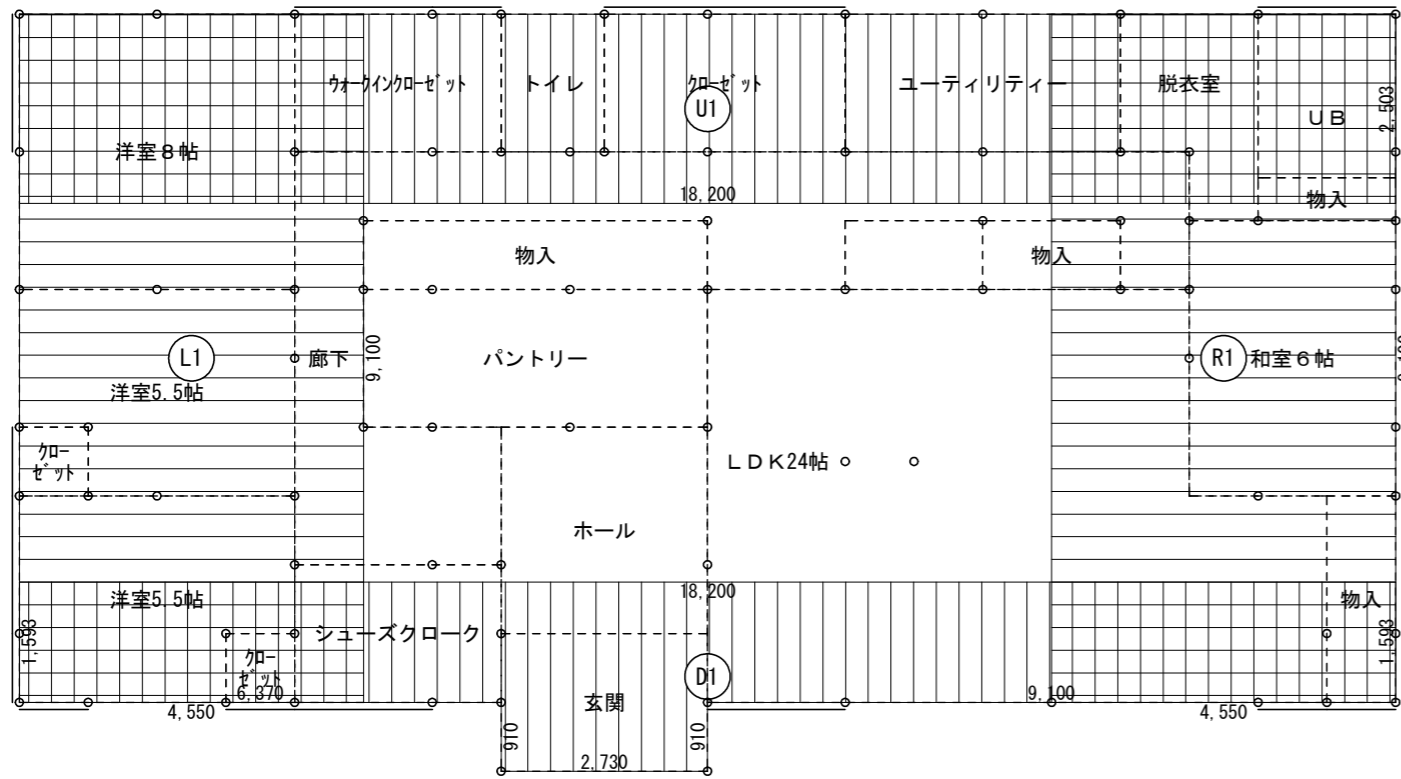 ｳｫｰｸｲﾝｸﾛｰｾﾞｯﾄ
トイレ
ｸﾛｰｾﾞｯﾄ
ユーティリティー
脱衣室
U1
ＵＢ
2,503
洋室８帖
18,200
物入
物入
物入
L1
廊下
9,100
パントリー
R1
和室６帖
洋室5.5帖
ｸﾛｰ
ｾﾞｯﾄ
ＬＤＫ24帖
ホール
洋室5.5帖
18,200
物入
1,593
シューズクローク
1,593
ｸﾛｰ
ｾﾞｯﾄ
6,370
D1
9,100
4,550
玄関
4,550
910
910
2,730